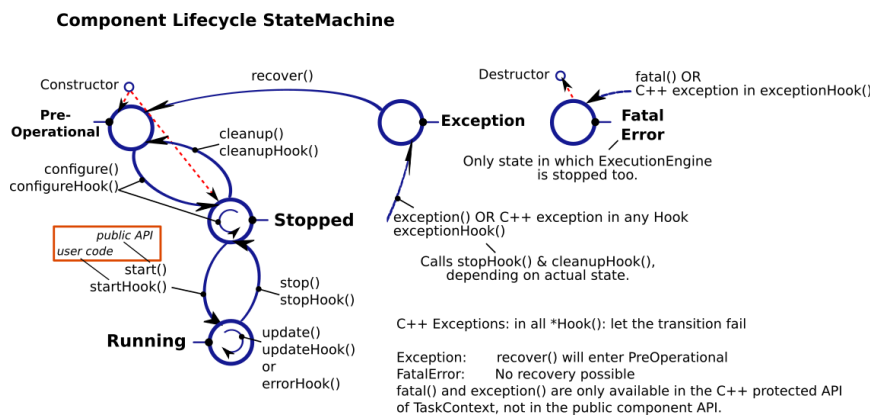 Component Lifecycle StateMachine
Constructor
recover()
Destructor
fatal() OR
C++ exception in exceptionHook()
Pre-
Operational
Exception
Fatal
Error
cleanup()
cleanupHook()
Only state in which ExecutionEngine
is stopped too.
configure()
configureHook()
Stopped
exception() OR C++ exception in any Hook
exceptionHook()
public API
user code
start()
startHook()
Calls stopHook() & cleanupHook(),
depending on actual state.
stop()
stopHook()
Running
update()
updateHook()
or
errorHook()
C++ Exceptions: in all *Hook(): let the transition fail
Exception: recover() will enter PreOperational
FatalError: No recovery possible
fatal() and exception() are only available in the C++ protected API
of TaskContext, not in the public component API.